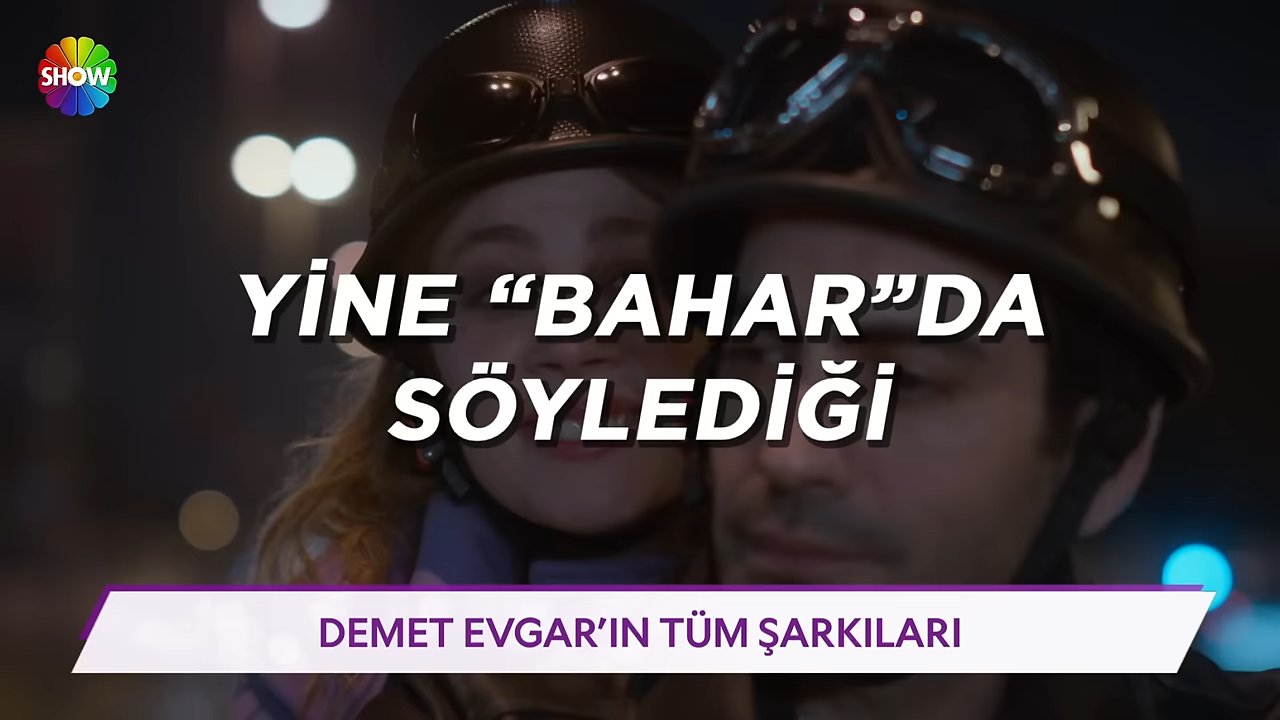 SHOW
YİNE “BAHAR”DA
SÖYLEDİĞİ
DEMET EVGAR’IN TÜM ŞARKILARI